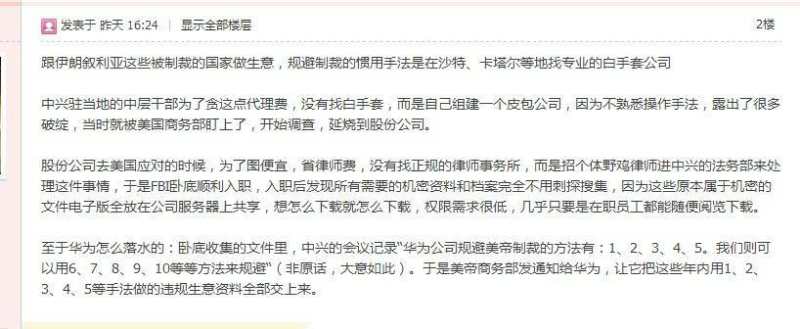 发表于 昨天 16:24 | 显示全部楼层 2楼
跟伊朗叙利亚这些被制裁的国家做生意，规避制裁的惯用手法是在沙特、卡塔尔等地找专业的白手套公司
中兴驻当地的中层干部为了贪这点代理费，没有找白手套，而是自己组建一个皮包公司，因为不熟悉操作手法，露出了很多
破绽，当时就被美国商务部盯上了，开始调查，延烧到股份公司。
股份公司去美国应对的时候，为了图便宜，省律师费，没有找正规的律师事务所，而是招个体野鸡律师进中兴的法务部来处
理这件事情，于是FBI卧底顺利入职，入职后发现所有需要的机密资料和档案完全不用刺探搜集，因为这些原本属于机密的
文件电子版全放在公司服务器上共享，想怎么下载就怎么下载，权限需求很低，几乎只要是在职员工都能随便阅览下载。
至于华为怎么落水的：卧底收集的文件里，中兴的会议记录“华为公司规避美帝制裁的方法有：1、2、3、4、5。我们则可
以用6、7、8、9、10等等方法来规避“（非原话，大意如此）。于是美帝商务部发通知给华为，让它把这些年内用1、2、
3、4、5等手法做的违规生意资料全部交上来。